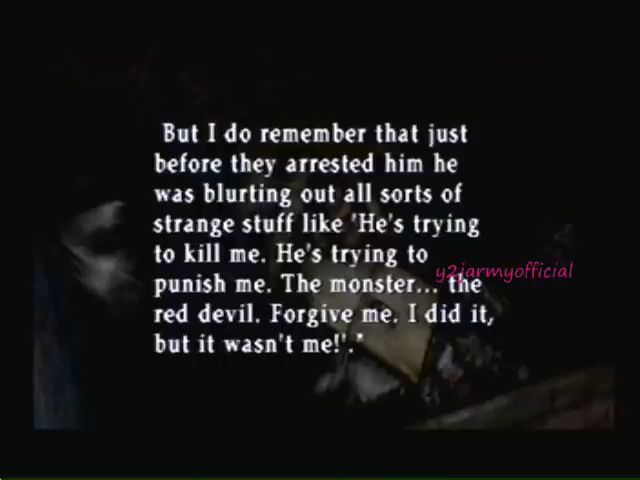 But I do remember that just
before they arrested him he
was blurting out all sorts of
strange stuff like 'He's trying
to kill me. He's trying to
punish me. The monster... the
red devil. Forgive me. I did it,
but it wasn't me!'."
y2jarmyofficial